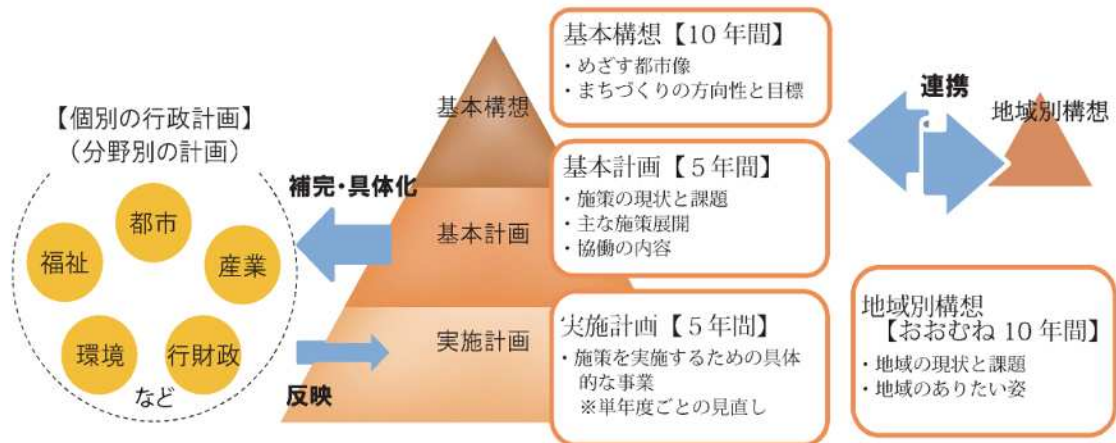 【個別の行政計画】
（分野別の計画）
都市
福祉
産業
環境
行財政
など
補完・具体化
反映
基本構想
基本計画
実施計画
基本構想【10 年間】
・めざす都市像
・まちづくりの方向性と目標
基本計画【５年間】
・施策の現状と課題
・主な施策展開
・協働の内容
実施計画【５年間】
・施策を実施するための具体
的な事業
※単年度ごとの見直し
連携
地域別構想
地域別構想
【おおむね 10 年間】
・地域の現状と課題
・地域のありたい姿